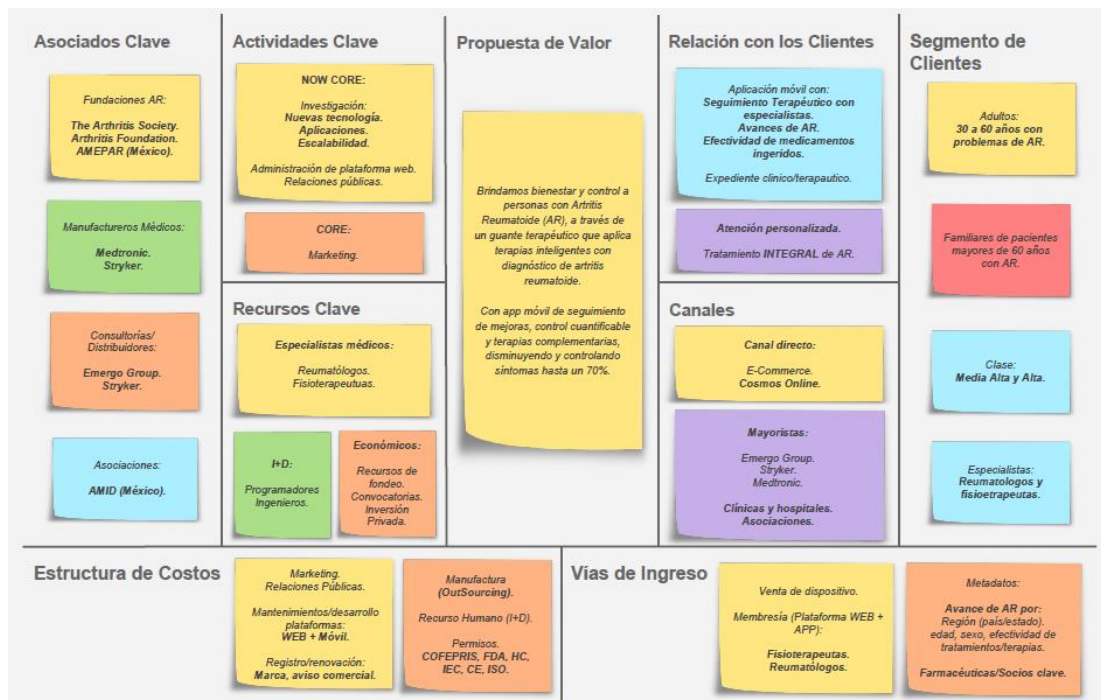 Asociados Clave
Fundaciones AR:
The Arthritis Society.
Arthritis Foundation.
AMEPAR (México).
Manufactureros Médicos:
Medtronic.
Stryker.
Consultorías/
Distribuidores:
Emergo Group.
Stryker.
Asociaciones:
AMID (México).
Actividades Clave
NOW CORE:
Investigación:
Nuevas tecnología.
Aplicaciones.
Escalabilidad.
Administración de plataforma web.
Relaciones públicas.
CORE:
Marketing.
Recursos Clave
Especialistas médicos:
Reumatólogos.
Fisioterapeutuas.
I+D:
Programadores
Ingenieros.
Económicos:
Recursos de
fondeo.
Convocatorias.
Inversión
Privada.
Propuesta de Valor
Brindamos bienestar y control a
personas con Artritis
Reumatoide (AR), a través de
un guante terapéutico que aplica
terapias inteligentes con
diagnóstico de artritis
reumatoide.
Con app móvil de seguimiento
de mejoras, control cuantificable
y terapias complementarias,
disminuyendo y controlando
síntomas hasta un 70%.
Relación con los Clientes
Aplicación móvil con:
Seguimiento Terapéutico con
especialistas.
Avances de AR.
Efectividad de medicamentos
ingeridos.
Expediente clínico/terapautico.
Atención personalizada.
Tratamiento INTEGRAL de AR.
Canales
Canal directo:
E-Commerce.
Cosmos Online.
Mayoristas:
Emergo Group.
Stryker.
Medtronic.
Clínicas y hospitales.
Asociaciones.
Segmento de
Clientes
Adultos:
30 a 60 años con
problemas de AR.
Familiares de pacientes
mayores de 60 años
con AR.
Clase:
Media Alta y Alta.
Especialistas:
Reumatologos y
fisioetrapeutas.
Estructura de Costos
Marketing.
Relaciones Públicas.
Mantenimientos/desarrollo
plataformas:
WEB + Móvil.
Registro/renovación:
Marca, aviso comercial.
Manufactura
(OutSourcing).
Recurso Humano (I+D).
Permisos.
COFEPRIS, FDA, HC,
IEC, CE, ISO.
Vías de Ingreso
Venta de dispositivo.
Membresía (Plataforma WEB +
APP):
Fisioterapeutas.
Reumatólogos.
Metadatos:
Avance de AR por:
Región (país/estado).
edad, sexo, efectividad de
tratamientos/terapias.
Farmacéuticas/Socios clave.